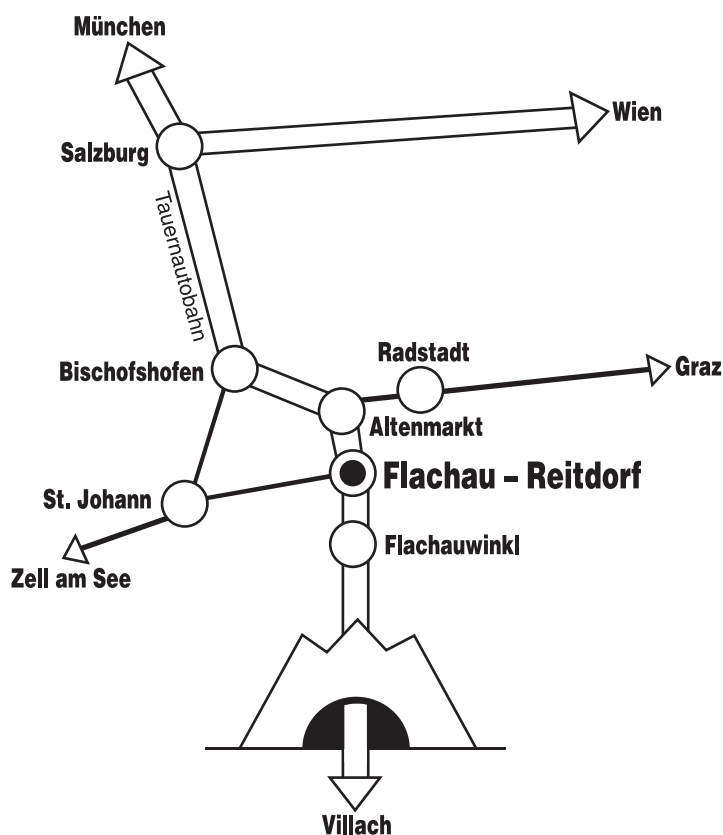 München
Wien
Salzburg
Tauernautobahn
Radstadt
Graz
Bischofshofen
Altenmarkt
Flachau – Reitdorf
St. Johann
Flachauwinkl
Zell am See
Villach